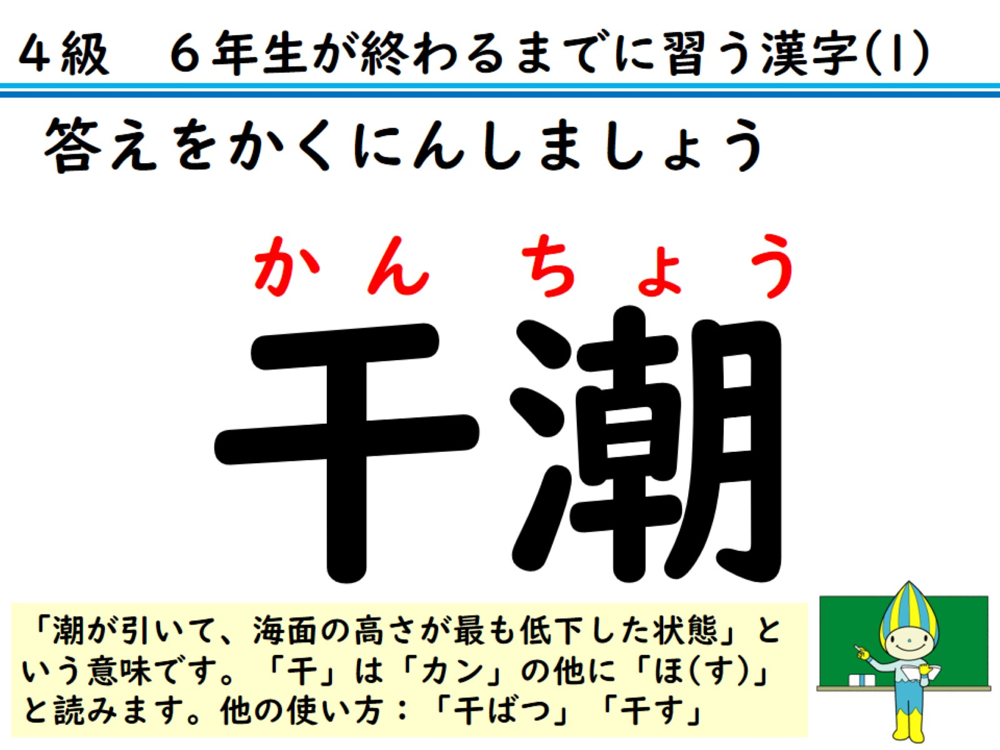 ４級　６年生が終わるまでに習う漢字(1)
答えをかくにんしましょう
かん　ちょう
干潮
「潮が引いて、海面の高さが最も低下した状態」と
いう意味です。「干」は「カン」の他に「ほ(す)」
と読みます。他の使い方：「干ばつ」「干す」